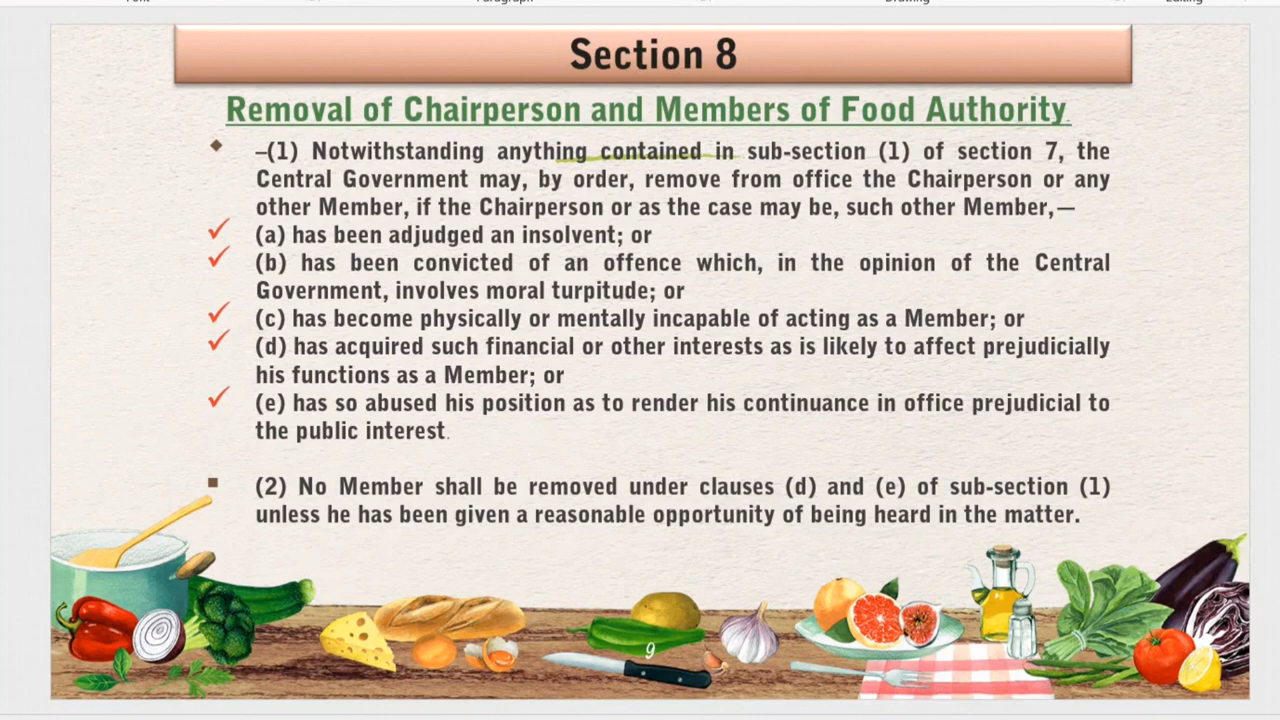 Section 8
Removal of Chairperson and Members of Food Authority.
–(1) Notwithstanding anything contained in sub-section (1) of section 7, the
Central Government may, by order, remove from office the Chairperson or any
other Member, if the Chairperson or as the case may be, such other Member,—
(a) has been adjudged an insolvent; or
(b) has been convicted of an offence which, in the opinion of the Central
Government, involves moral turpitude; or
(c) has become physically or mentally incapable of acting as a Member; or
(d) has acquired such financial or other interests as is likely to affect prejudicially
his functions as a Member; or
(e) has so abused his position as to render his continuance in office prejudicial to
the public interest.
(2) No Member shall be removed under clauses (d) and (e) of sub-section (1)
unless he has been given a reasonable opportunity of being heard in the matter.
9